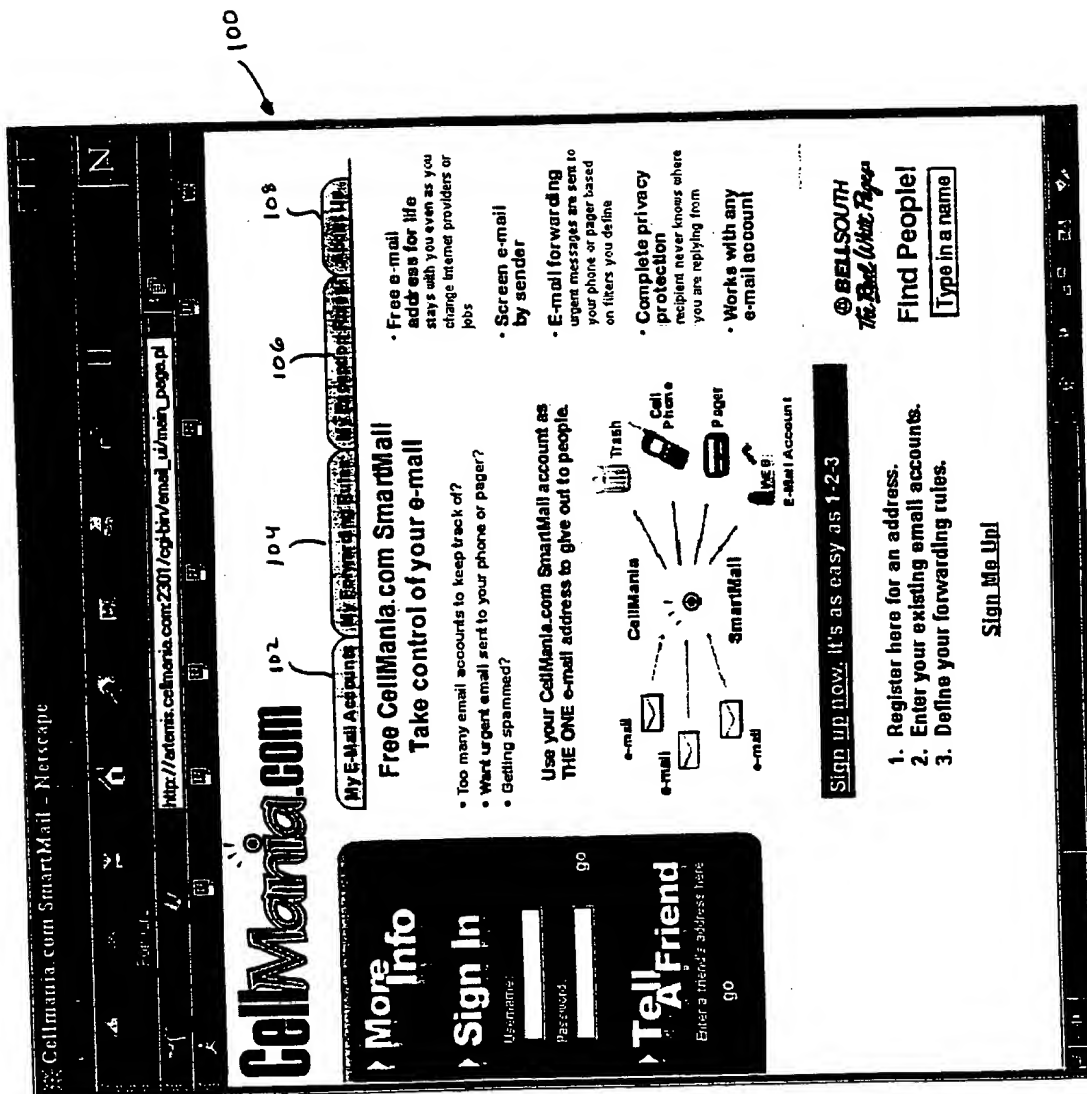 Cellmania.com SmartMail - Netscape
http://artemis.cellmania.com:2301/cgi-bin/email_ui/main_page.pl
N
100
CellMania.com
102
104
106
108
My E-Mail Accounts
More Info
Sign In
Username:
Password:
go
Tell A Friend
Enter a friend's address here
go
Free CellMania.com SmartMail
Take control of your e-mail
• Too many email accounts to keep track of?
• Want urgent email sent to your phone or pager?
• Getting spammed?
Use your CellMania.com SmartMail account as
THE ONE e-mail address to give out to people.
e-mail
e-mail
e-mail
CellMania
SmartMail
Trash
Cell
Phone
Pager
WEB
E-Mail Account
• Free e-mail
address for life
stays with you even as you
change Internet providers or
jobs
• Screen e-mail
by sender
• E-mail forwarding
urgent messages are sent to
your phone or pager based
on filters you define
• Complete privacy
protection
recipient never knows where
you are replying from
• Works with any
e-mail account
Sign up now. It's as easy as 1-2-3
1. Register here for an address.
2. Enter your existing email accounts.
3. Define your forwarding rules.
Sign Me Up!
BELLSOUTH
The Real White Pages
Find People!
Type in a name